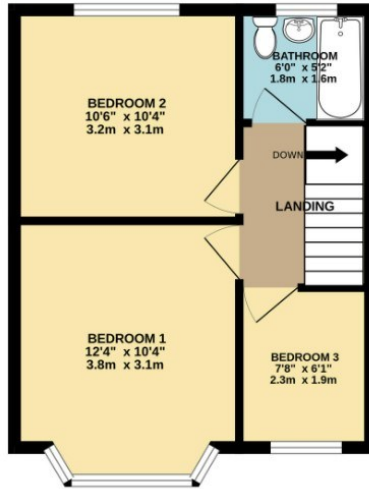 BEDROOM 2
10'6" x 10'4"
3.2m x 3.1m
BATHROOM
6'0" x 5'2"
1.8m x 1.6m
DOWN
LANDING
BEDROOM 1
12'4" x 10'4"
3.8m x 3.1m
BEDROOM 3
7'8" x 6'1"
2.3m x 1.9m